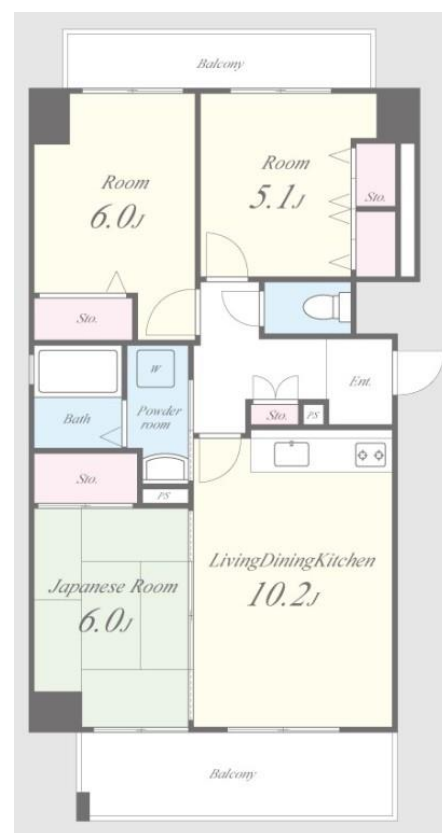 Balcony
Room
6.0J
Room
5.1J
Sto.
Sto.
W
Powder
room
Bath
Ent.
Sto.
PS
Sto.
PS
Japanese Room
6.0J
LivingDiningKitchen
10.2J
Balcony